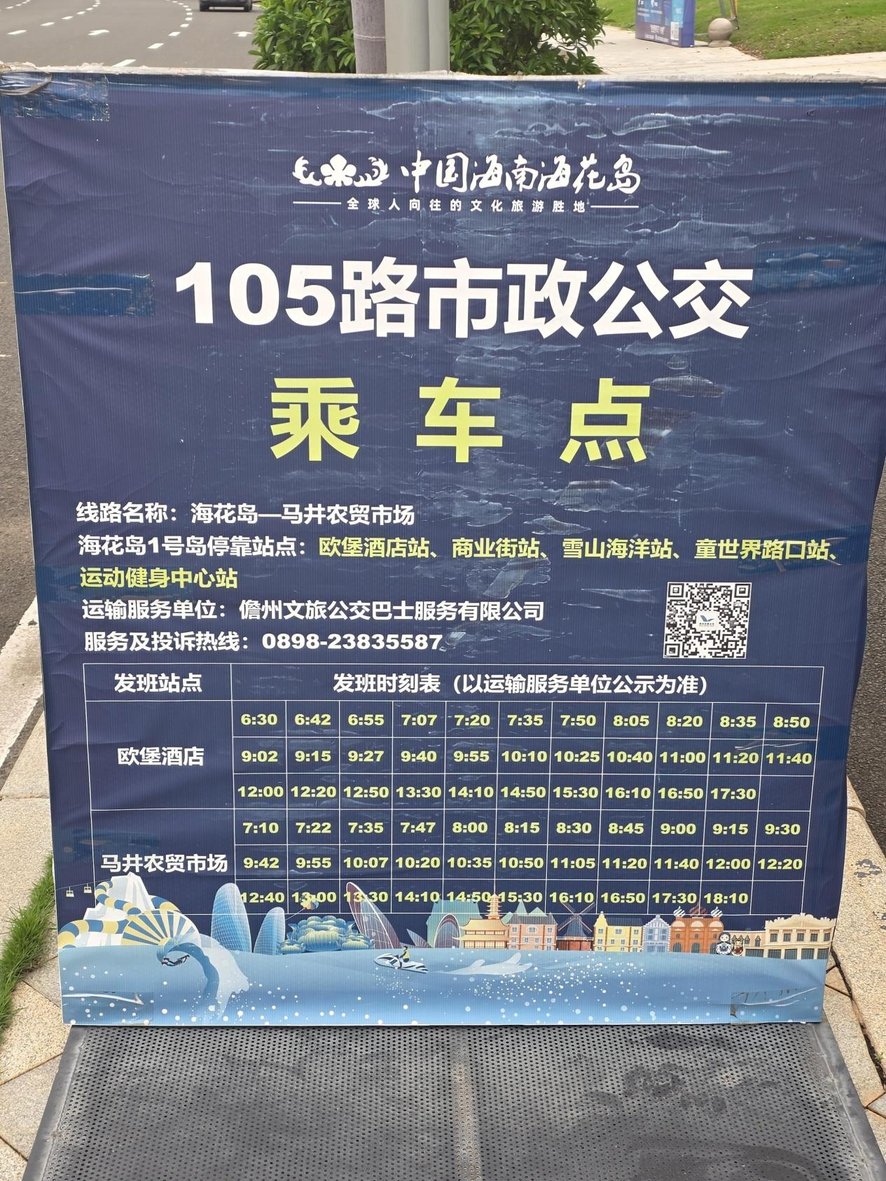 中国海南海花岛
全球人向往的文化旅游胜地
105路市政公交
乘车点
线路名称：海花岛—马井农贸市场
海花岛1号岛停靠站点：欧堡酒店站、商业街站、雪山海洋站、童世界路口站、
运动健身中心站
运输服务单位：儋州文旅公交巴士服务有限公司
服务及投诉热线：0898-23835587
发班站点 发班时刻表（以运输服务单位公示为准）
欧堡酒店
6:30 6:42 6:55 7:07 7:20 7:35 7:50 8:05 8:20 8:35 8:50
9:02 9:15 9:27 9:40 9:55 10:10 10:25 10:40 11:00 11:20 11:40
12:00 12:20 12:50 13:30 14:10 14:50 15:30 16:10 16:50 17:30
马井农贸市场
7:10 7:22 7:35 7:47 8:00 8:15 8:30 8:45 9:00 9:15 9:30
9:42 9:55 10:07 10:20 10:35 10:50 11:05 11:20 11:40 12:00 12:20
12:40 13:00 13:30 14:10 14:50 15:30 16:10 16:50 17:30 18:10